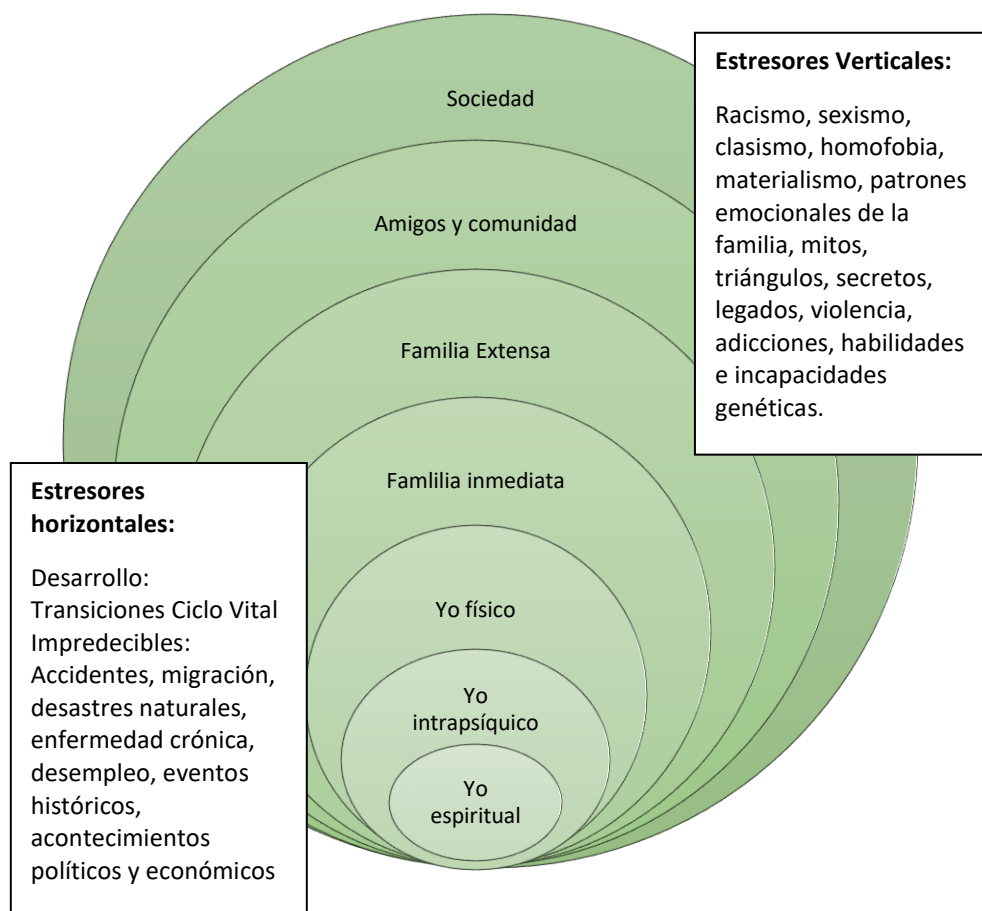 Sociedad
Amigos y comunidad
Familia Extensa
Famlilia inmediata
Yo físico
Yo
intrapsíquico
Yo
espiritual
Estresores Verticales:
Racismo, sexismo,
clasismo, homofobia,
materialismo, patrones
emocionales de la
familia, mitos,
triángulos, secretos,
legados, violencia,
adicciones, habilidades
e incapacidades
genéticas.
Estresores
horizontales:
Desarrollo:
Transiciones Ciclo Vital
Impredecibles:
Accidentes, migración,
desastres naturales,
enfermedad crónica,
desempleo, eventos
históricos,
acontecimientos
políticos y económicos